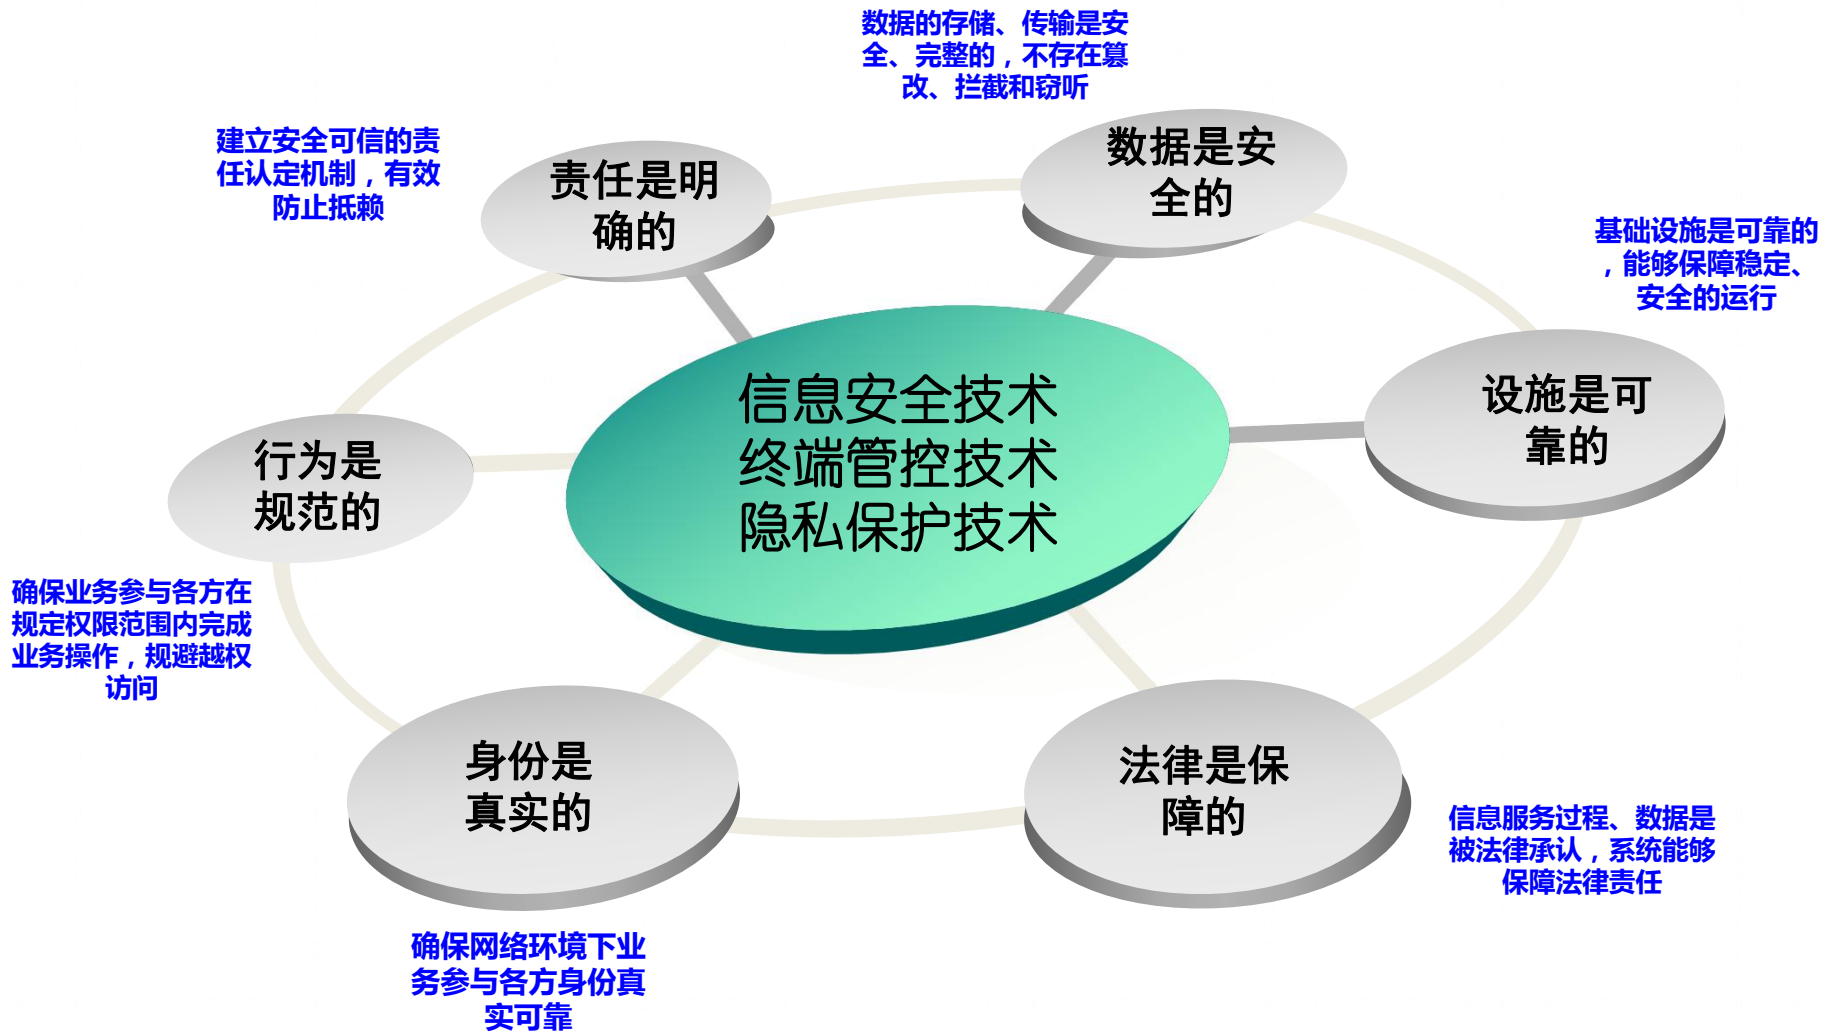 数据的存储、传输是安
全、完整的，不存在篡
改、拦截和窃听
建立安全可信的责
任认定机制，有效
防止抵赖
责任是明
确的
数据是安
全的
基础设施是可靠的
，能够保障稳定、
安全的运行
设施是可
靠的
信息安全技术
终端管控技术
隐私保护技术
行为是
规范的
确保业务参与各方在
规定权限范围内完成
业务操作，规避越权
访问
身份是
真实的
法律是保
障的
信息服务过程、数据是
被法律承认，系统能够
保障法律责任
确保网络环境下业
务参与各方身份真
实可靠